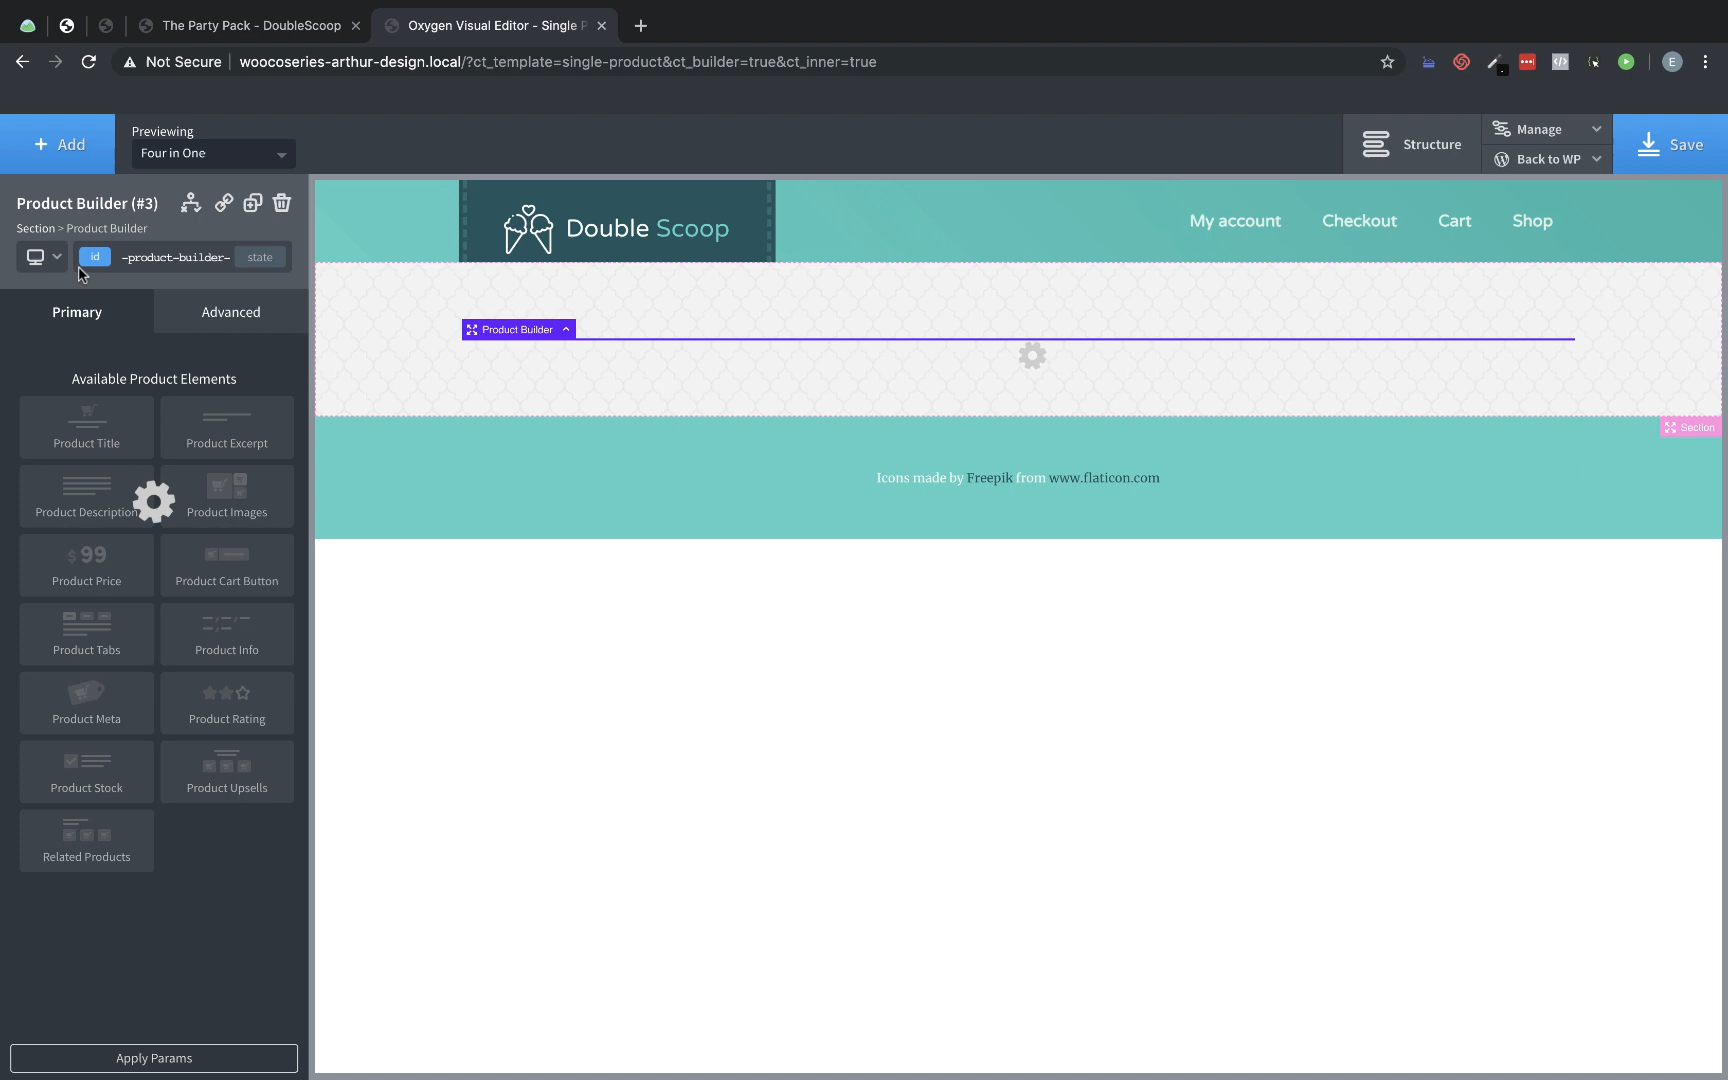 The Party Pack - DoubleScoop
Oxygen Visual Editor - Single P
Not Secure
woocoseries-arthur-design.local/?ct_template=single-product&ct_builder=true&ct_inner=true
E
+ Add
Previewing
Four in One
Structure
Manage
Back to WP
Save
Product Builder (#3)
Section > Product Builder
id
-product-builder-
state
Primary
Advanced
Available Product Elements
Product Title
Product Excerpt
Product Description
Product Images
$ 99
Product Price
Product Cart Button
Product Tabs
Product Info
Product Meta
Product Rating
Product Stock
Product Upsells
Related Products
Apply Params
Double Scoop
My account
Checkout
Cart
Shop
Product Builder
Section
Icons made by Freepik from www.flaticon.com